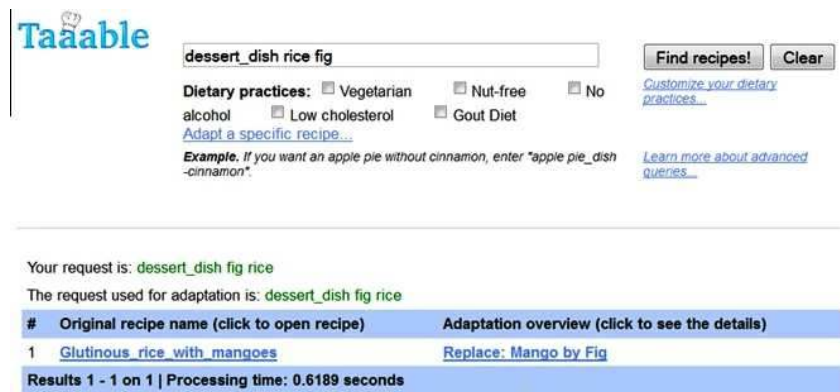 Taaable
dessert_dish rice fig
Find recipes! Clear
Dietary practices: Vegetarian Nut-free No
alcohol Low cholesterol Gout Diet
Customize your dietary
practices...
Adapt a specific recipe...
Example. If you want an apple pie without cinnamon, enter "apple pie_dish
-cinnamon".
Learn more about advanced
queries...
Your request is: dessert_dish fig rice
The request used for adaptation is: dessert_dish fig rice
# Original recipe name (click to open recipe) Adaptation overview (click to see the details)
1 Glutinous_rice_with_mangoes Replace: Mango by Fig
Results 1 - 1 on 1 | Processing time: 0.6189 seconds